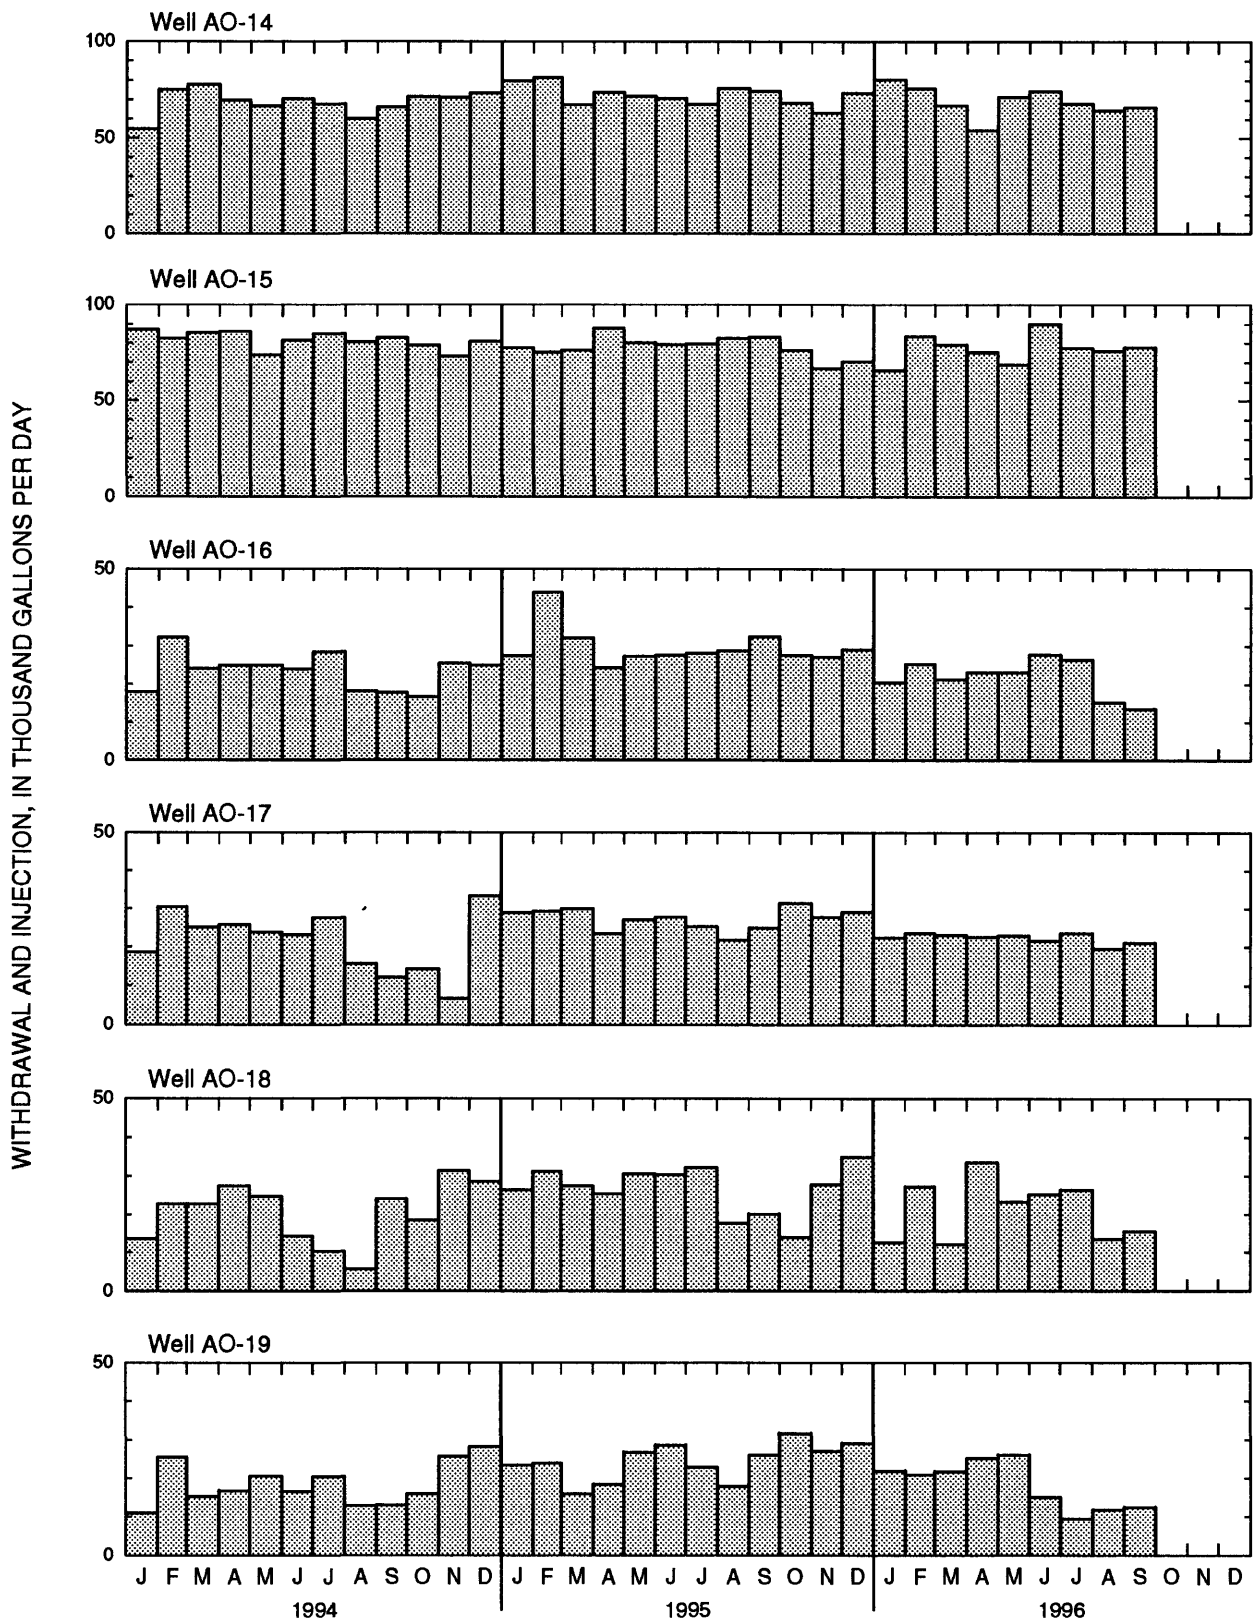 Well AO-14
100
50
0
Well AO-15
100
50
0
Well AO-16
50
0
Well AO-17
50
0
Well AO-18
50
0
Well AO-19
50
0
WITHDRAWAL AND INJECTION, IN THOUSAND GALLONS PER DAY
J F M A M J J A S O N D J F M A M J J A S O N D J F M A M J J A S O N D
1994 1995 1996